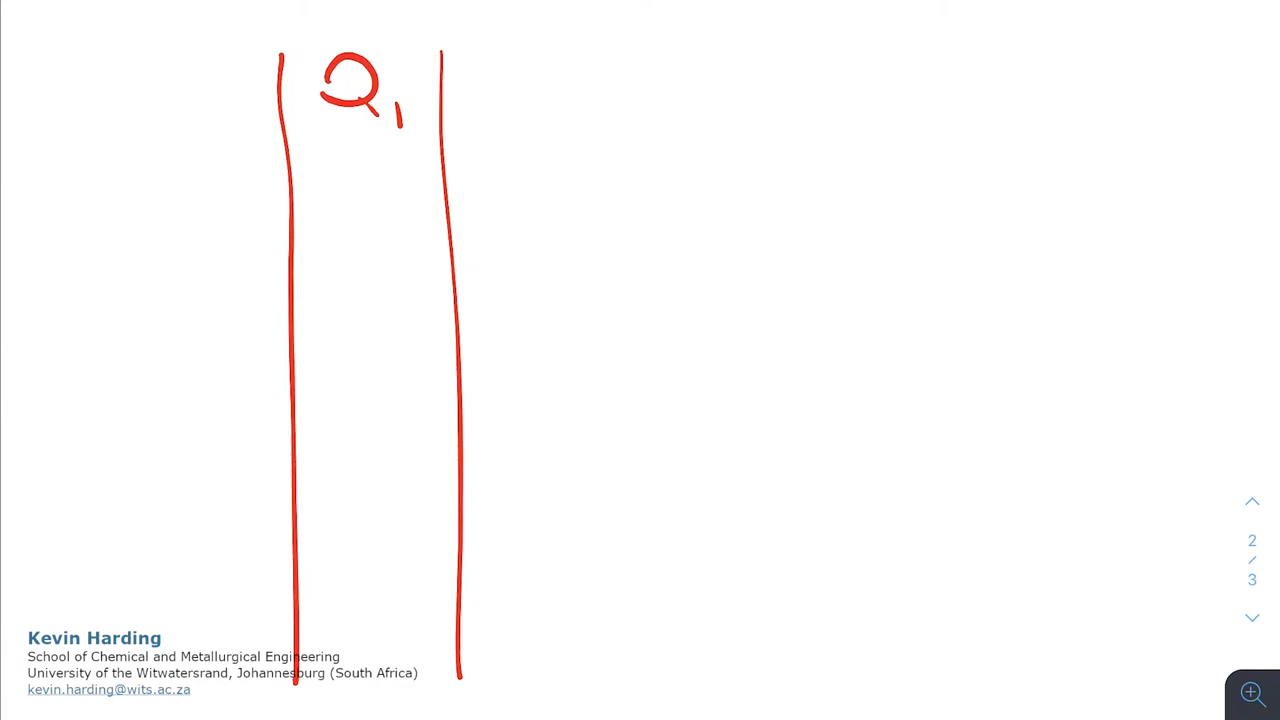 Q1
Kevin Harding
School of Chemical and Metallurgical Engineering
University of the Witwatersrand, Johannesburg (South Africa)
kevin.harding@wits.ac.za
2
/
3